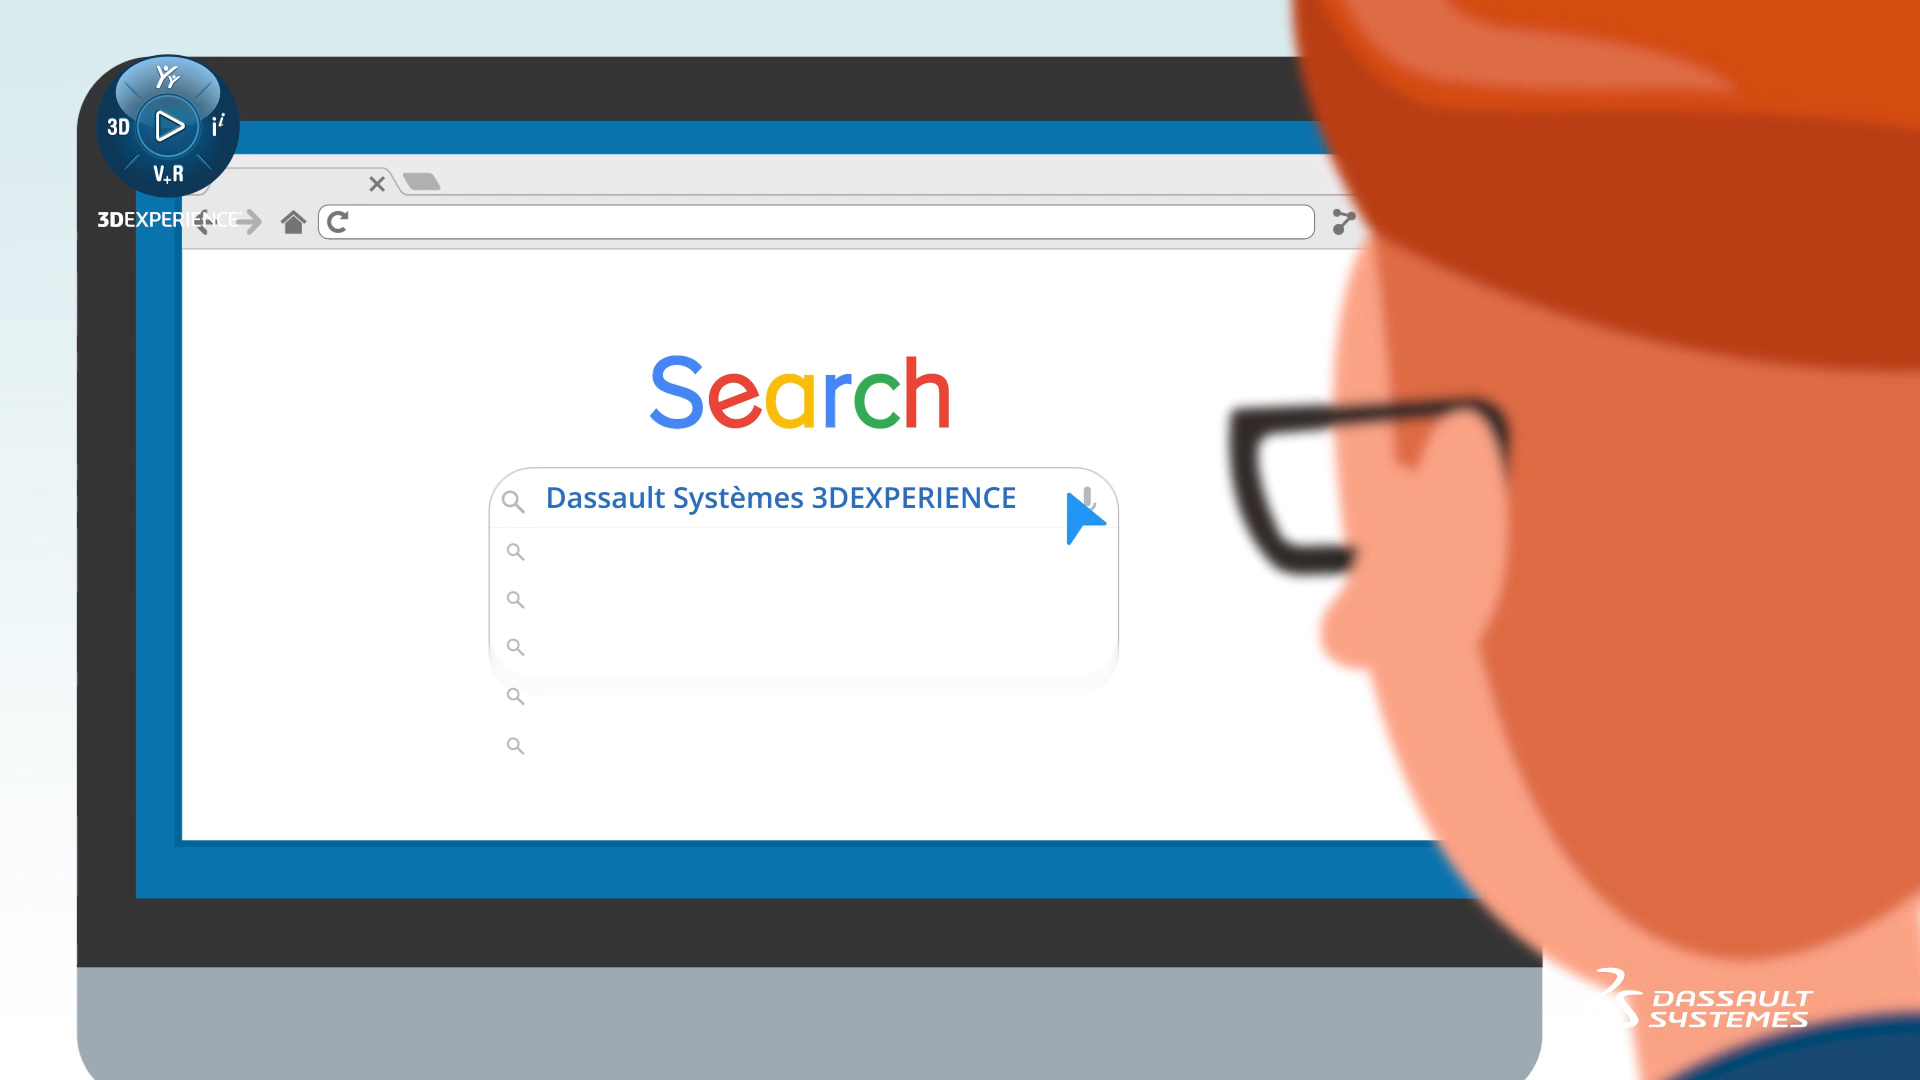 3D
V+R
i
3DEXPERIENCE
Search
Dassault Systèmes 3DEXPERIENCE
DASSAULT
SYSTEMES